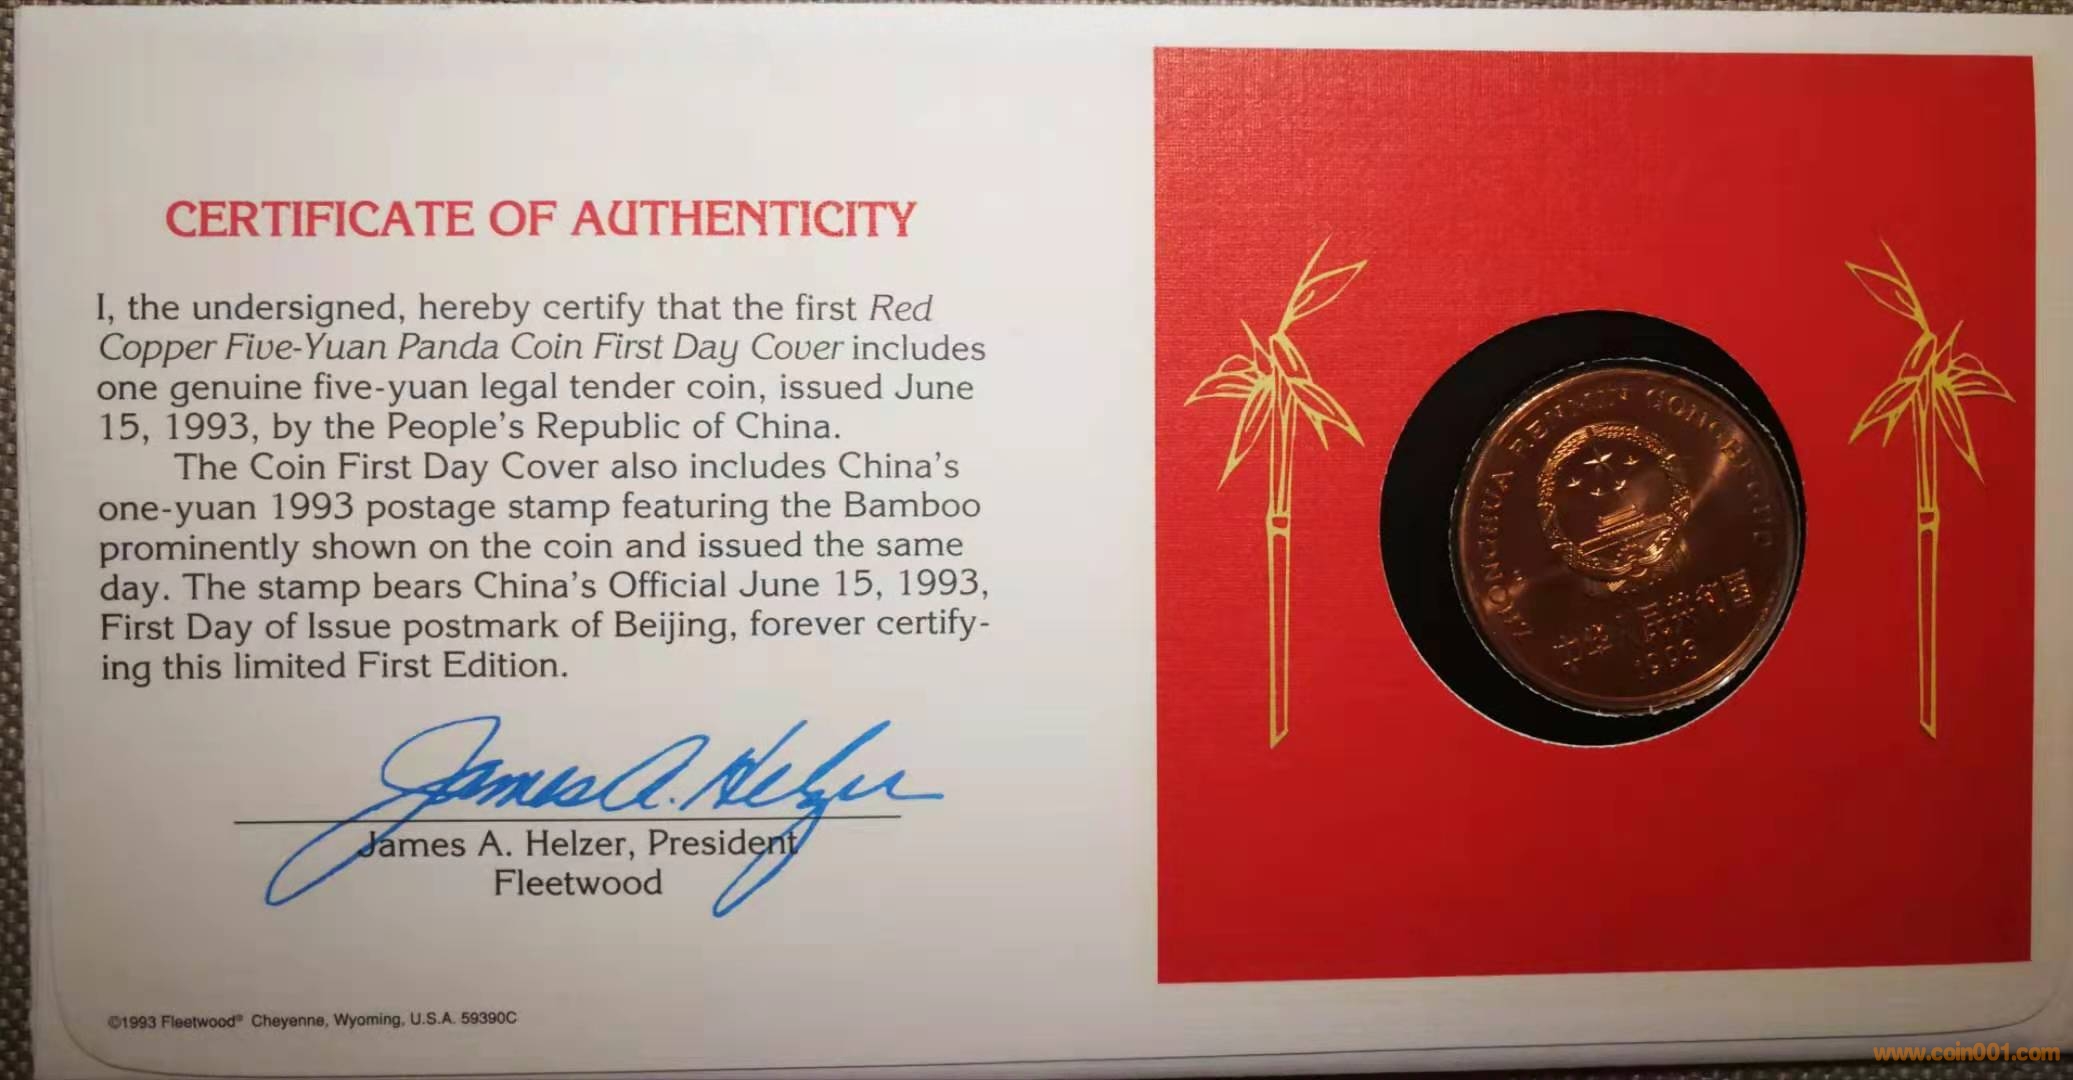 CERTIFICATE OF AUTHENTICITY
I, the undersigned, hereby certify that the first Red
Copper Five-Yuan Panda Coin First Day Cover includes
one genuine five-yuan legal tender coin, issued June
15, 1993, by the People's Republic of China.
The Coin First Day Cover also includes China's
one-yuan 1993 postage stamp featuring the Bamboo
prominently shown on the coin and issued the same
day. The stamp bears China's Official June 15, 1993,
First Day of Issue postmark of Beijing, forever certify-
ing this limited First Edition.
James A. Helzer
James A. Helzer, President
Fleetwood
©1993 Fleetwood® Cheyenne, Wyoming, U.S.A. 59390C
ZHONGHUA RENMIN GONGHEGUO
中华人民共和国
1993
www.coin001.com